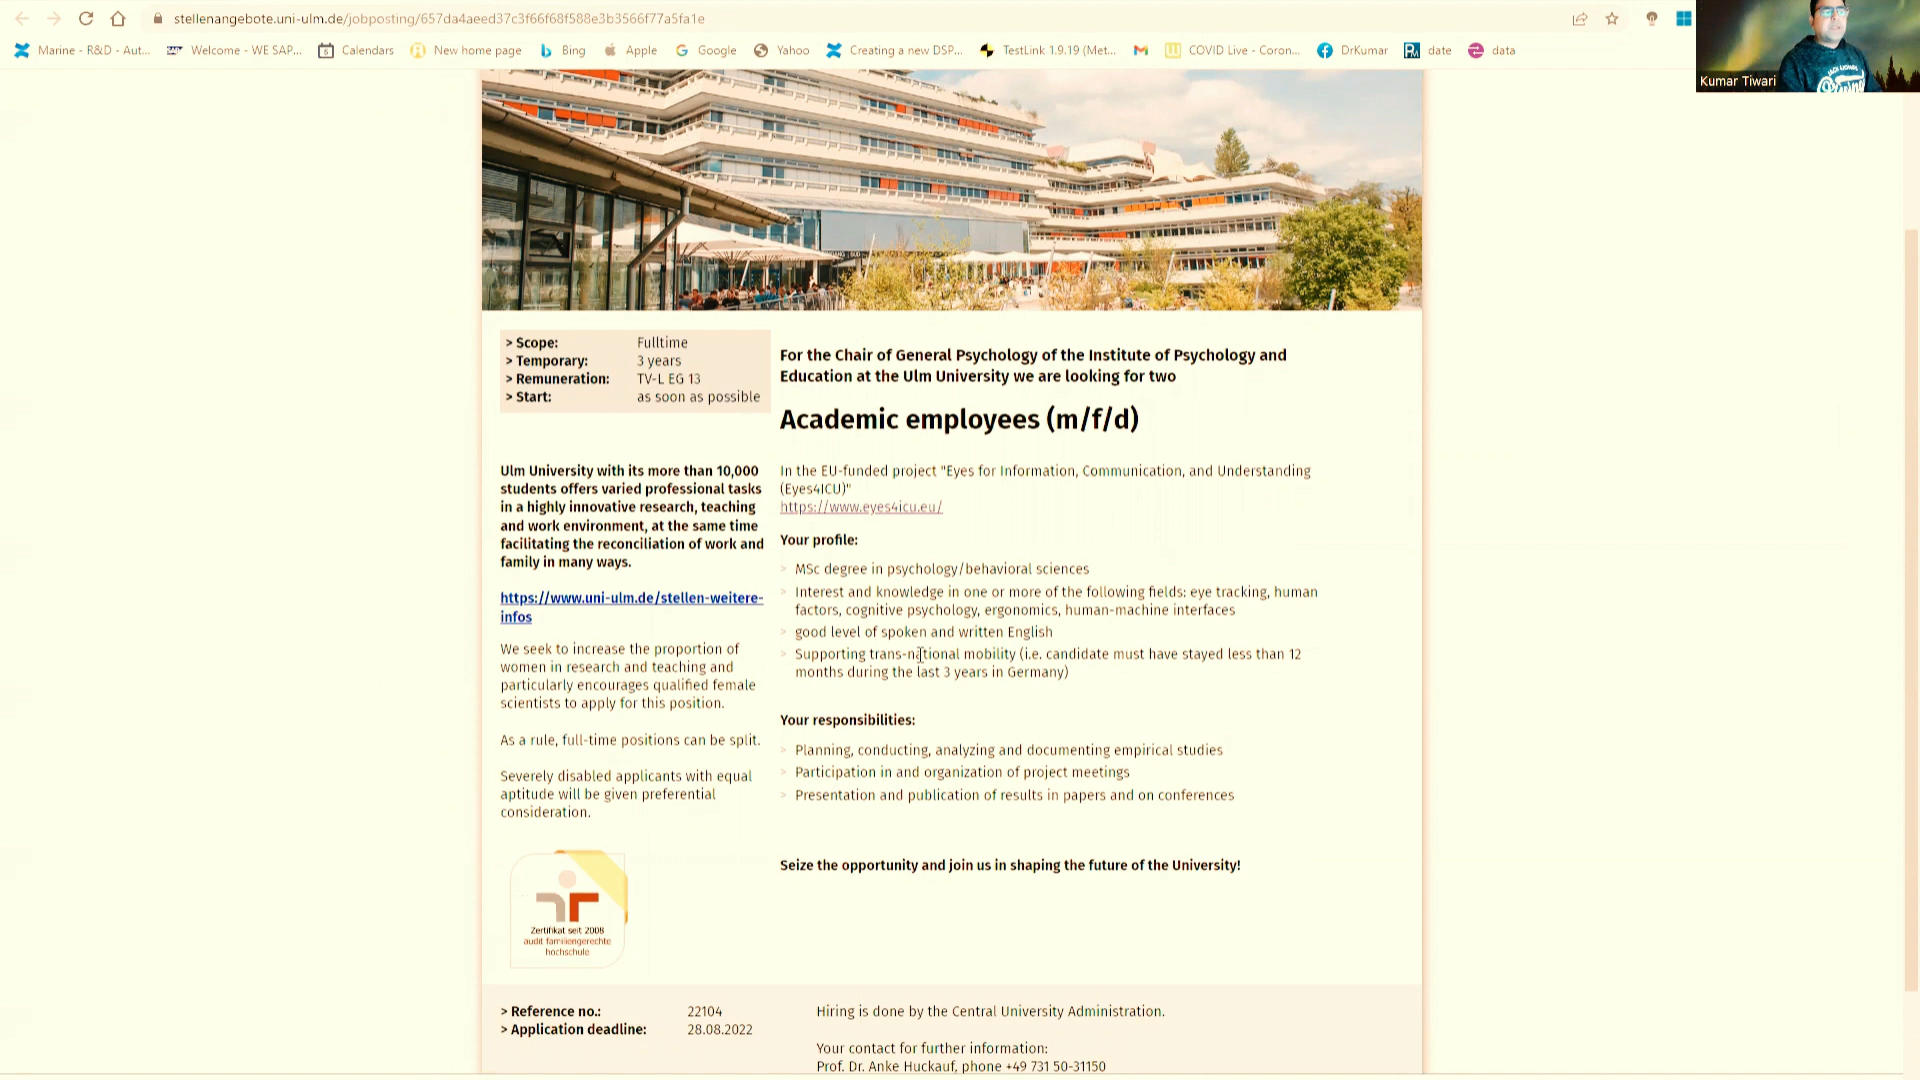 stellenangebote.uni-ulm.de/jobposting/657da4aeed37c3f66f68f588e3b3566f77a5fa1e
Marine - R&D - Aut... Welcome - WE SAP... Calendars New home page Bing Apple Google Yahoo Creating a new DSP... TestLink 1.9.19 (Met... COVID Live - Coron... DrKumar date data
Kumar Tiwari
> Scope: Fulltime
> Temporary: 3 years
> Remuneration: TV-L EG 13
> Start: as soon as possible
Ulm University with its more than 10,000
students offers varied professional tasks
in a highly innovative research, teaching
and work environment, at the same time
facilitating the reconciliation of work and
family in many ways.
https://www.uni-ulm.de/stellen-weitere-
infos
We seek to increase the proportion of
women in research and teaching and
particularly encourages qualified female
scientists to apply for this position.
As a rule, full-time positions can be split.
Severely disabled applicants with equal
aptitude will be given preferential
consideration.
Zertifikat seit 2008
audit familiengerechte
hochschule
For the Chair of General Psychology of the Institute of Psychology and
Education at the Ulm University we are looking for two
Academic employees (m/f/d)
In the EU-funded project "Eyes for Information, Communication, and Understanding
(Eyes4ICU)"
https://www.eyes4icu.eu/
Your profile:
> MSc degree in psychology/behavioral sciences
> Interest and knowledge in one or more of the following fields: eye tracking, human
factors, cognitive psychology, ergonomics, human-machine interfaces
> good level of spoken and written English
> Supporting trans-national mobility (i.e. candidate must have stayed less than 12
months during the last 3 years in Germany)
Your responsibilities:
> Planning, conducting, analyzing and documenting empirical studies
> Participation in and organization of project meetings
> Presentation and publication of results in papers and on conferences
Seize the opportunity and join us in shaping the future of the University!
> Reference no.: 22104
> Application deadline: 28.08.2022
Hiring is done by the Central University Administration.
Your contact for further information:
Prof. Dr. Anke Huckauf, phone +49 731 50-31150